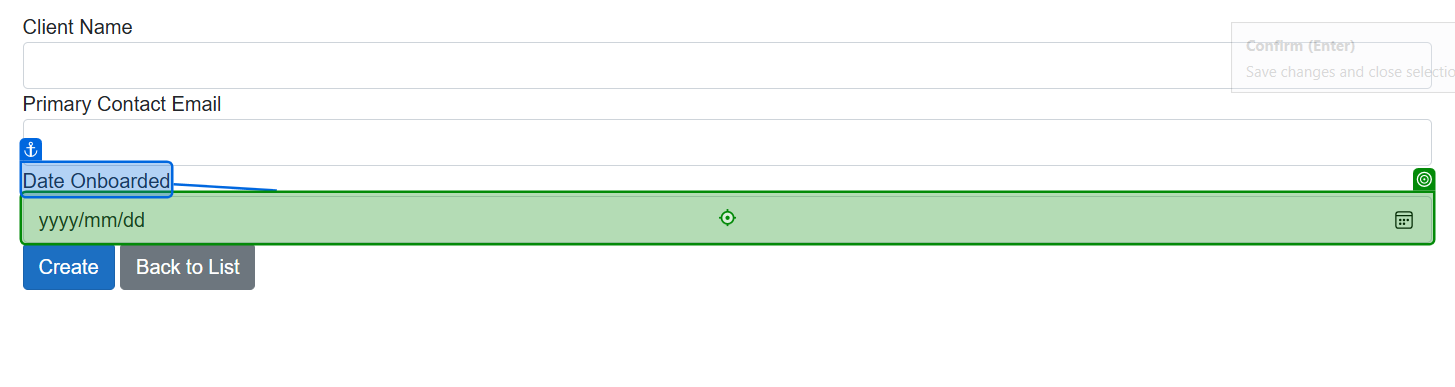 Client Name
Confirm (Enter)
Save changes and close selectio
Primary Contact Email
Date Onboarded
yyyy/mm/dd
Create Back to List